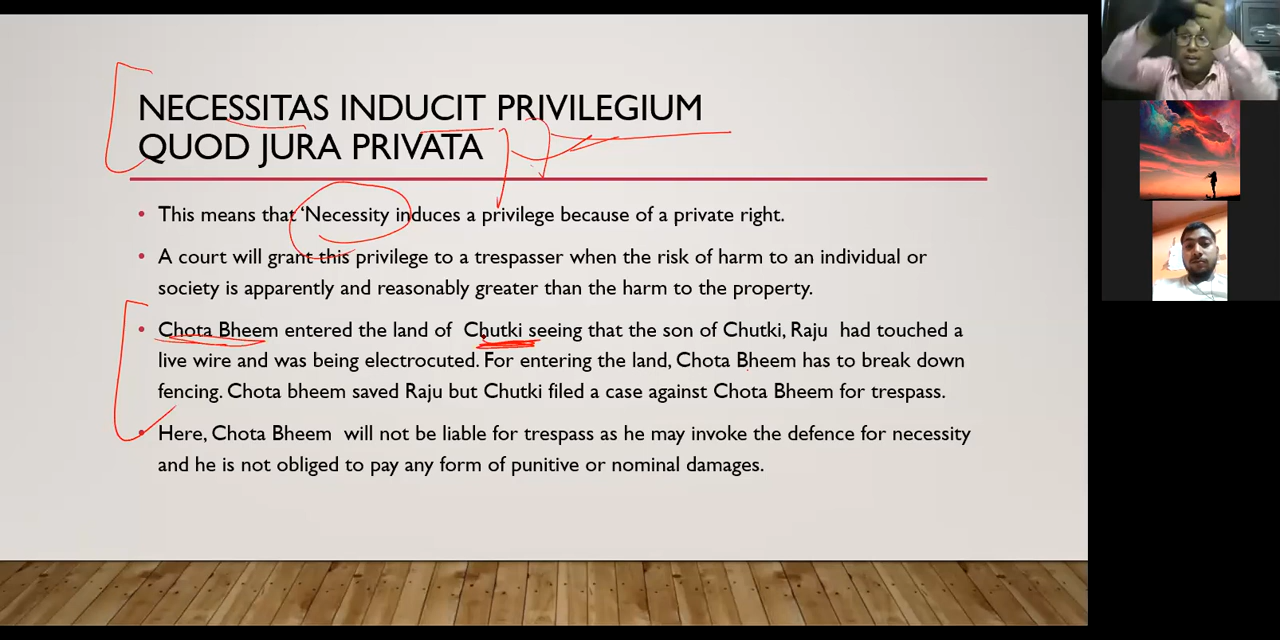 NECESSITAS INDUCIT PRIVILEGIUM
QUOD JURA PRIVATA
• This means that ‘Necessity induces a privilege because of a private right.
• A court will grant this privilege to a trespasser when the risk of harm to an individual or
society is apparently and reasonably greater than the harm to the property.
• Chota Bheem entered the land of Chutki seeing that the son of Chutki, Raju had touched a
live wire and was being electrocuted. For entering the land, Chota Bheem has to break down
fencing. Chota bheem saved Raju but Chutki filed a case against Chota Bheem for trespass.
• Here, Chota Bheem will not be liable for trespass as he may invoke the defence for necessity
and he is not obliged to pay any form of punitive or nominal damages.